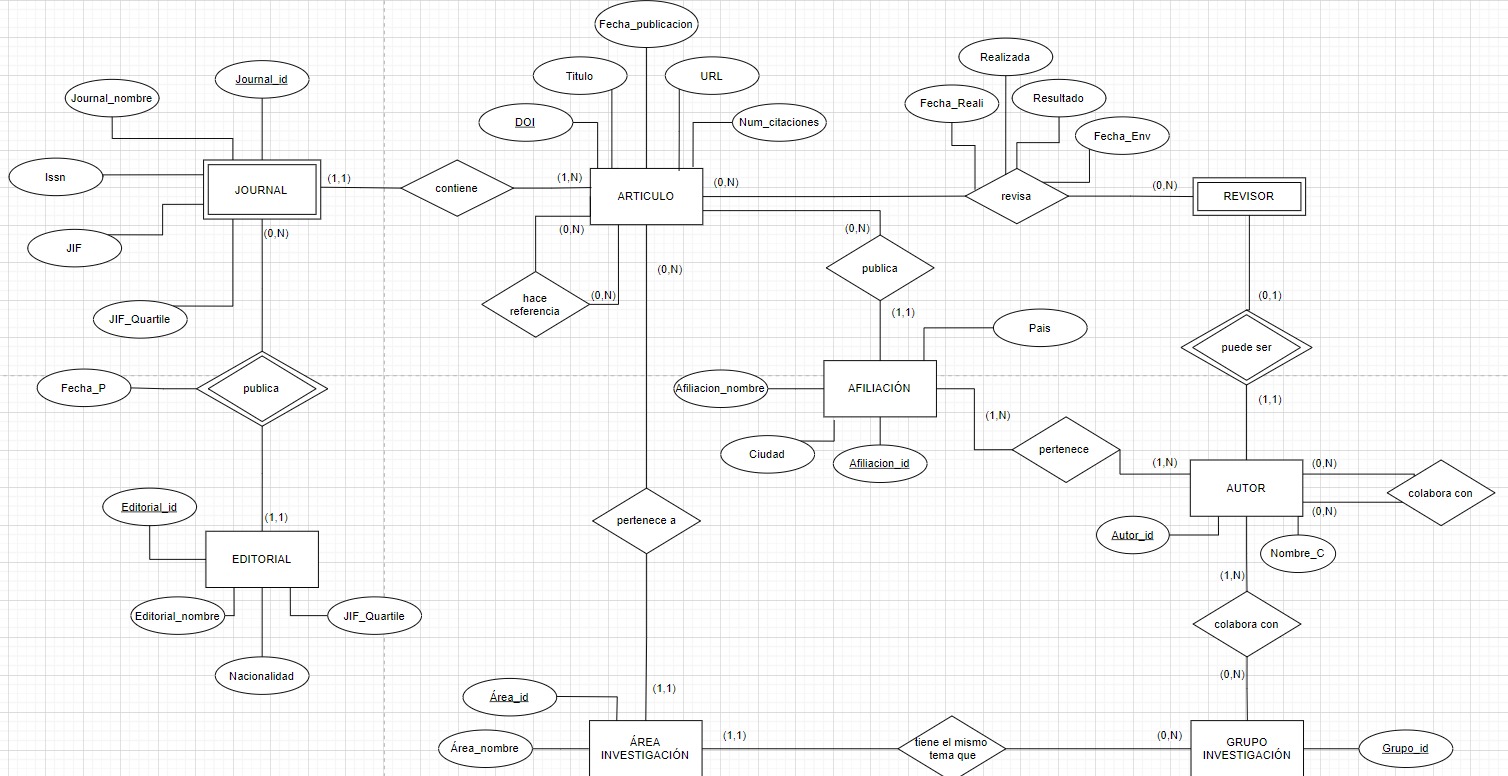 Fecha_publicacion
Titulo
URL
DOI
Num_citaciones
Journal_id
Journal_nombre
Issn
JIF
JIF_Quartile
JOURNAL
(1,1)
contiene
(1,N)
ARTICULO
(0,N)
Realizada
Fecha_Reali
Resultado
Fecha_Env
revisa
(0,N)
REVISOR
(0,N)
(0,N)
hace
referencia
(0,N)
(0,N)
(0,N)
publica
(1,1)
(0,1)
puede ser
(1,1)
Pais
Afiliacion_nombre
AFILIACIÓN
Ciudad
Afiliacion_id
(1,N)
pertenece
(1,N)
AUTOR
(0,N)
colabora con
(0,N)
Autor_id
Nombre_C
Fecha_P
publica
(1,1)
Editorial_id
EDITORIAL
Editorial_nombre
JIF_Quartile
Nacionalidad
pertenece a
(1,1)
(1,N)
colabora con
(0,N)
Área_id
Área_nombre
ÁREA
INVESTIGACIÓN
(1,1)
tiene el mismo
tema que
(0,N)
GRUPO
INVESTIGACIÓN
Grupo_id